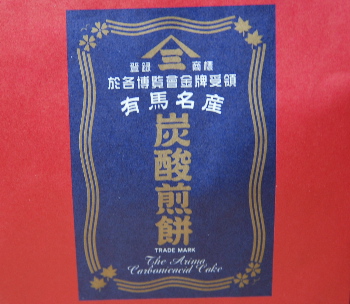 登録 三 商標
於各博覧會金牌受領
有馬名産
炭酸煎餅
TRADE MARK
The Arima
Carbonicacid Cake